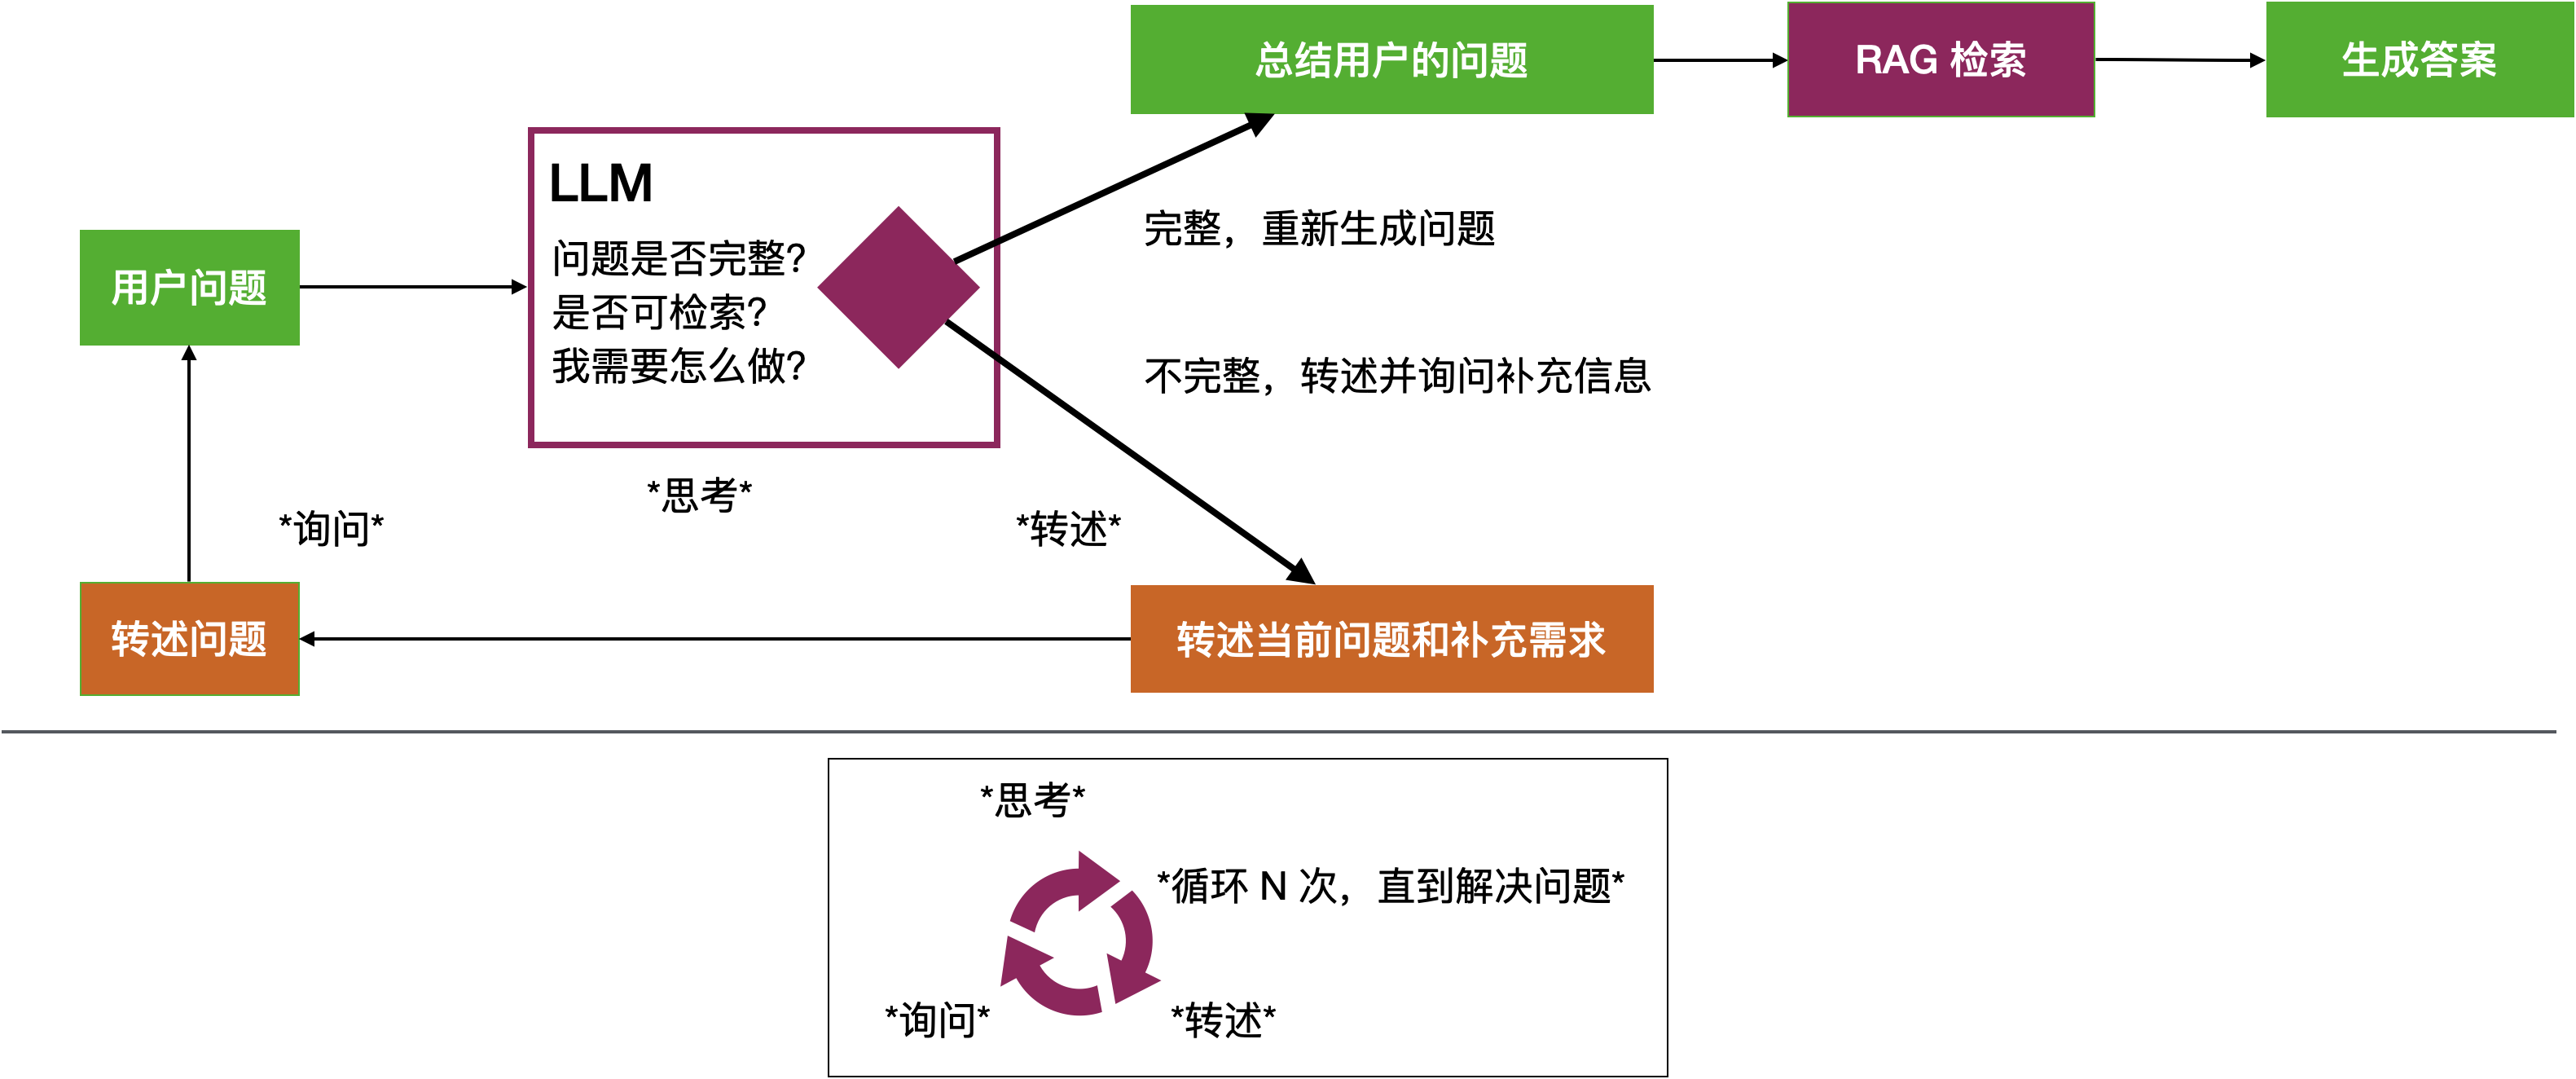 总结用户的问题
RAG 检索
生成答案
LLM
问题是否完整？
是否可检索？
我需要怎么做？
完整，重新生成问题
用户问题
不完整，转述并询问补充信息
*思考*
*询问*
*转述*
转述问题
转述当前问题和补充需求
*思考*
*循环 N 次，直到解决问题*
*询问*
*转述*